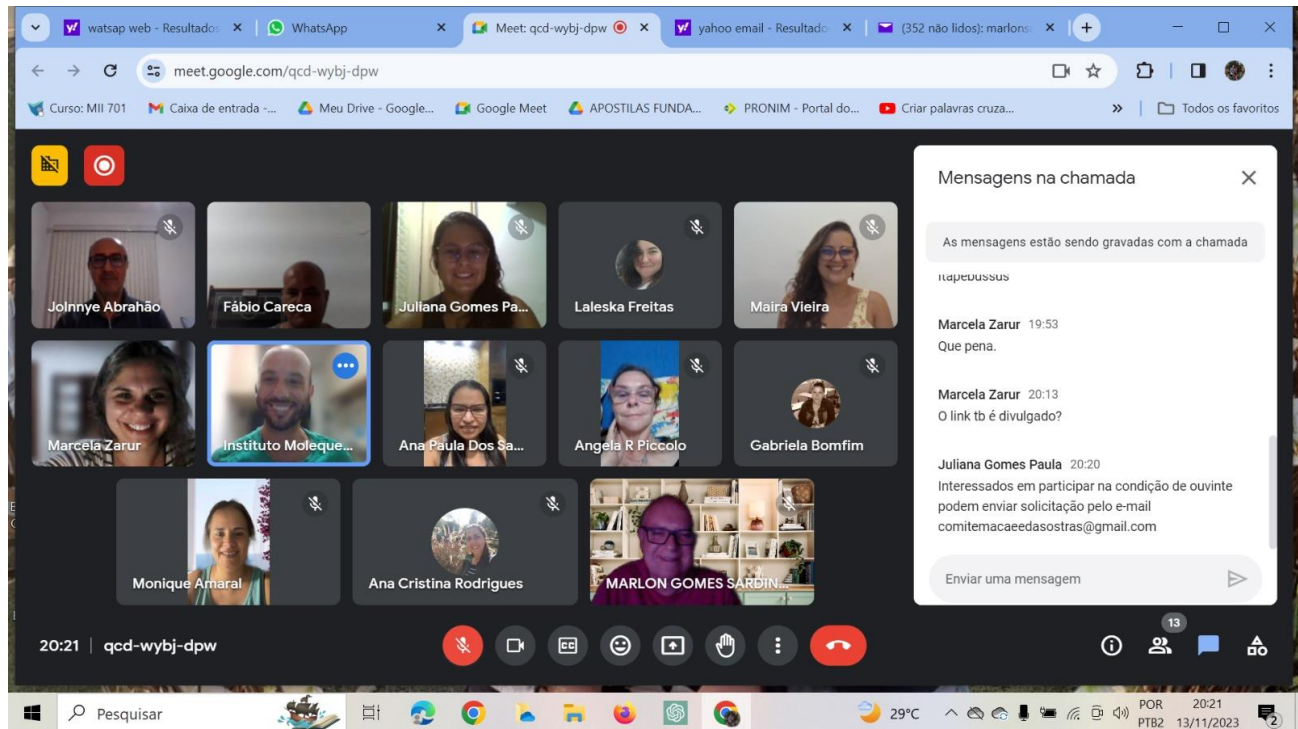 watsap web - Resultados
WhatsApp
Meet: qcd-wybj-dpw
yahoo email - Resultado
(352 não lidos): marlons
meet.google.com/qcd-wybj-dpw
Curso: MII 701
Caixa de entrada -...
Meu Drive - Google...
Google Meet
APOSTILAS FUNDA...
PRONIM - Portal do...
Criar palavras cruza...
»
Todos os favoritos
Mensagens na chamada
As mensagens estão sendo gravadas com a chamada
Itapebussus
Marcela Zarur 19:53
Que pena.
Marcela Zarur 20:13
O link tb é divulgado?
Juliana Gomes Paula 20:20
Interessados em participar na condição de ouvinte
podem enviar solicitação pelo e-mail
comitemacaeedasostras@gmail.com
Enviar uma mensagem
Jolnnye Abrahão
Fábio Careca
Juliana Gomes Pa...
Laleska Freitas
Maira Vieira
Marcela Zarur
Instituto Moleque...
Ana Paula Dos Sa...
Angela R Piccolo
Gabriela Bomfim
Monique Amaral
Ana Cristina Rodrigues
MARLON GOMES SARDIN...
20:21 | qcd-wybj-dpw
13
Pesquisar
29°C
POR
PTB2
20:21
13/11/2023
2